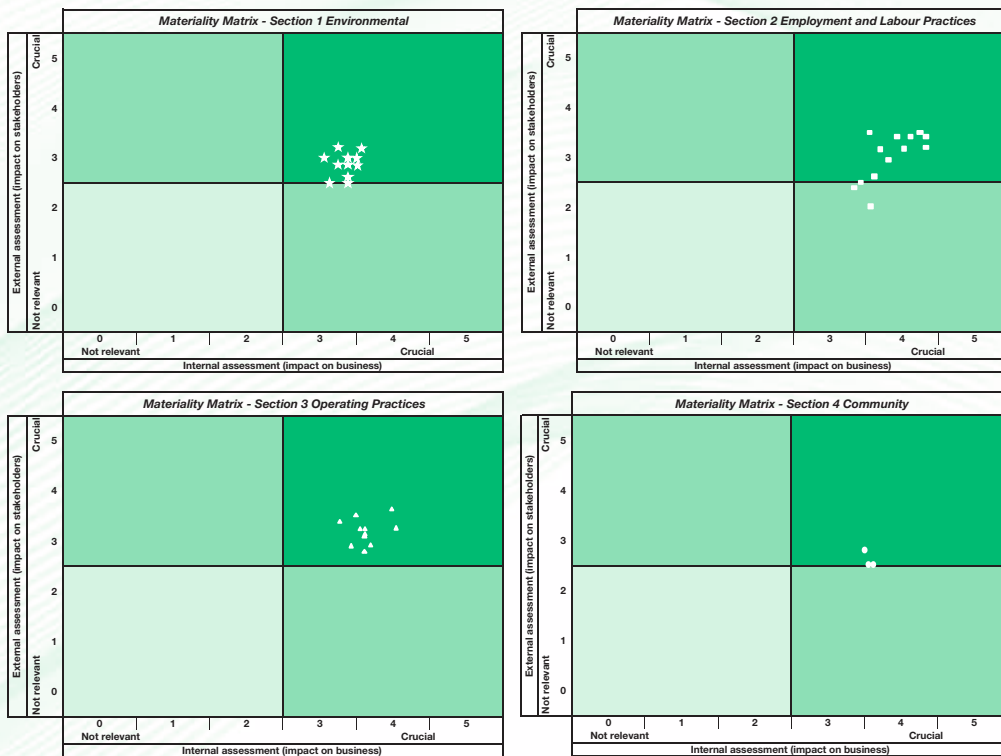 Materiality Matrix - Section 1 Environmental
External assessment (impact on stakeholders)
Crucial
Not relevant
5
4
3
2
1
0
0 1 2 3 4 5
Not relevant Crucial
Internal assessment (impact on business)
Materiality Matrix - Section 2 Employment and Labour Practices
External assessment (impact on stakeholders)
Crucial
Not relevant
5
4
3
2
1
0
0 1 2 3 4 5
Not relevant Crucial
Internal assessment (impact on business)
Materiality Matrix - Section 3 Operating Practices
External assessment (impact on stakeholders)
Crucial
Not relevant
5
4
3
2
1
0
0 1 2 3 4 5
Not relevant Crucial
Internal assessment (impact on business)
Materiality Matrix - Section 4 Community
External assessment (impact on stakeholders)
Crucial
Not relevant
5
4
3
2
1
0
0 1 2 3 4 5
Not relevant Crucial
Internal assessment (impact on business)